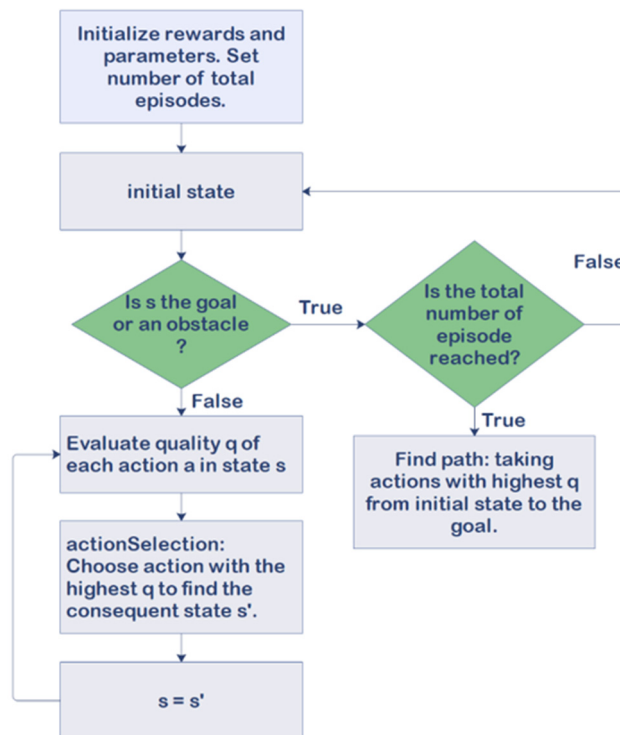 Initialize rewards and
parameters. Set
number of total
episodes.
initial state
Is s the goal
or an obstacle
?
True
Is the total
number of
episode
reached?
False
False
True
Evaluate quality q of
each action a in state s
Find path: taking
actions with highest q
from initial state to the
goal.
actionSelection:
Choose action with the
highest q to find the
consequent state s'.
s = s'